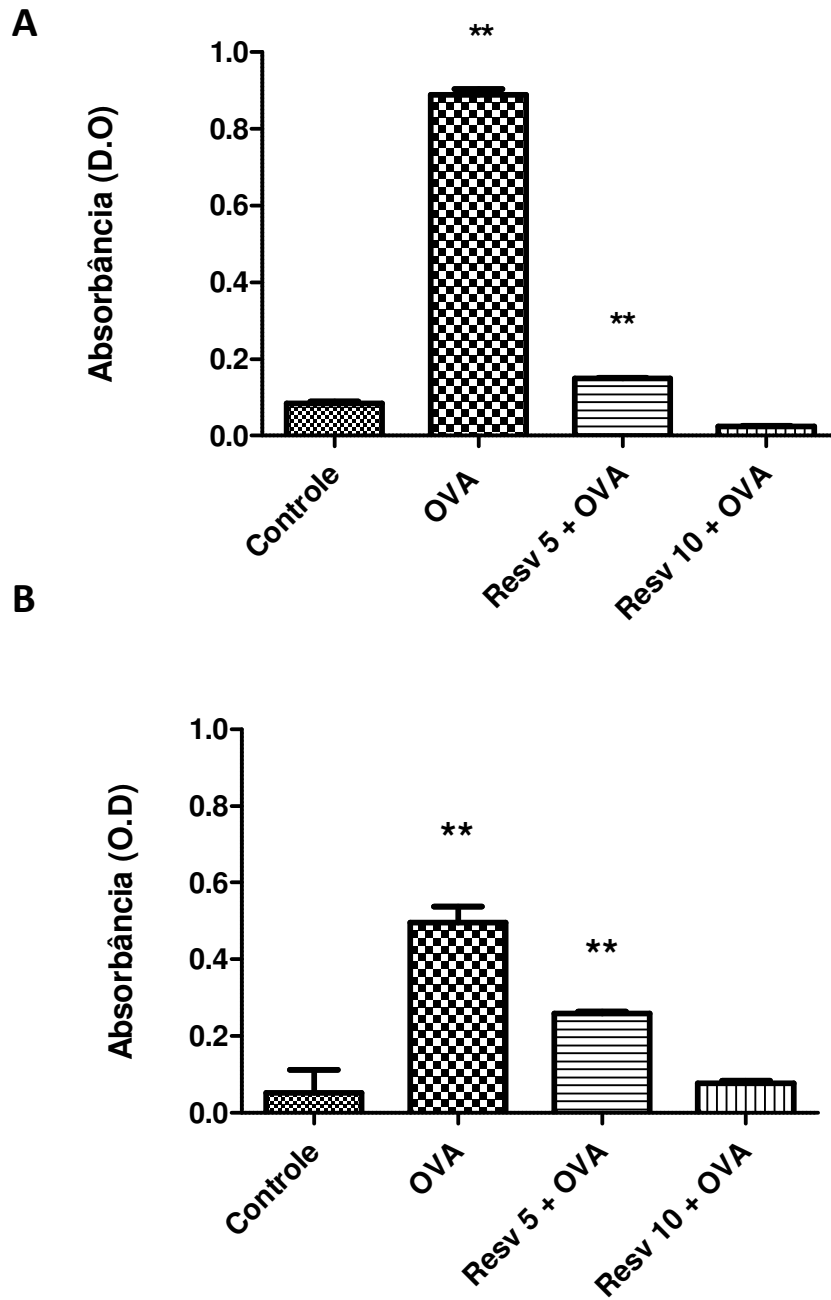 A
**
1.0
0.8
0.6
0.4
0.2
0.0
Absorbância (D.O)
**
Controle
OVA
Resv 5 + OVA
Resv 10 + OVA
B
1.0
0.8
0.6
0.4
0.2
0.0
Absorbância (O.D)
**
**
Controle
OVA
Resv 5 + OVA
Resv 10 + OVA